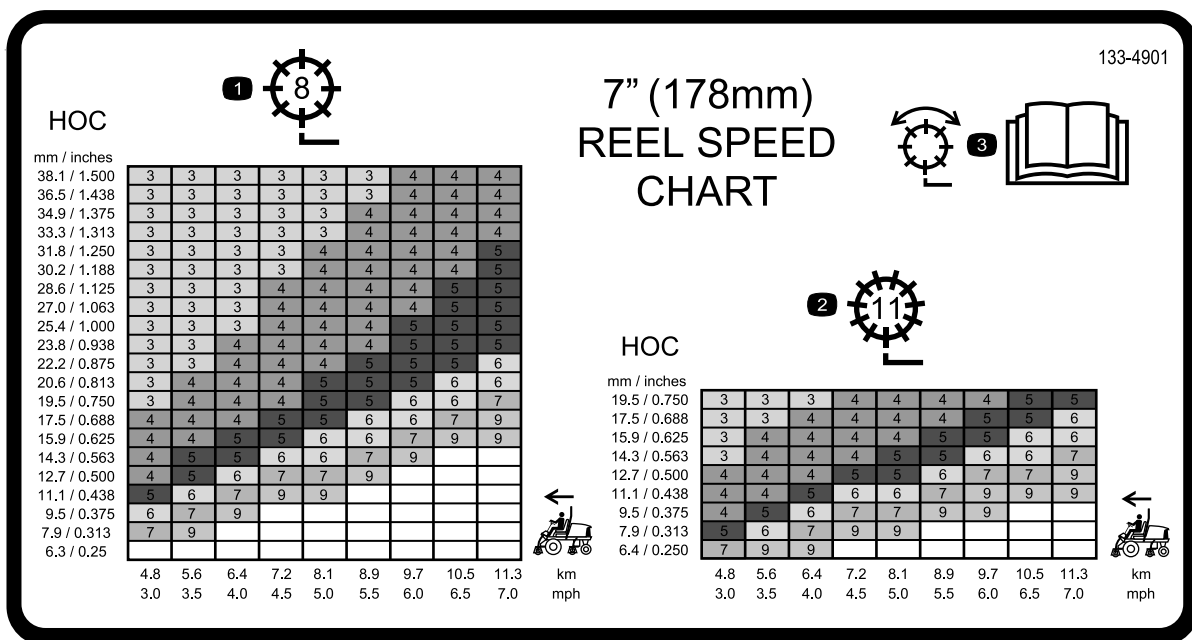 133-4901
7” (178mm)
REEL SPEED
CHART
3
1
8
HOC
mm / inches
38.1 / 1.500 3 3 3 3 3 3 4 4 4
36.5 / 1.438 3 3 3 3 3 3 4 4 4
34.9 / 1.375 3 3 3 3 3 4 4 4 4
33.3 / 1.313 3 3 3 3 3 4 4 4 4
31.8 / 1.250 3 3 3 3 4 4 4 4 5
30.2 / 1.188 3 3 3 3 4 4 4 4 5
28.6 / 1.125 3 3 3 4 4 4 4 5 5
27.0 / 1.063 3 3 3 4 4 4 4 5 5
25.4 / 1.000 3 3 3 4 4 4 5 5 5
23.8 / 0.938 3 3 4 4 4 4 5 5 5
22.2 / 0.875 3 3 4 4 4 5 5 5 6
20.6 / 0.813 3 4 4 4 5 5 5 6 6
19.5 / 0.750 3 4 4 4 5 5 6 6 7
17.5 / 0.688 4 4 4 5 5 6 6 7 9
15.9 / 0.625 4 4 5 5 6 6 7 9 9
14.3 / 0.563 4 5 5 6 6 7 9
12.7 / 0.500 4 5 6 7 7 9
11.1 / 0.438 5 6 7 9 9
9.5 / 0.375 6 7 9
7.9 / 0.313 7 9
6.3 / 0.25
4.8 5.6 6.4 7.2 8.1 8.9 9.7 10.5 11.3 km
3.0 3.5 4.0 4.5 5.0 5.5 6.0 6.5 7.0 mph
2
11
HOC
mm / inches
19.5 / 0.750 3 3 3 4 4 4 4 5 5
17.5 / 0.688 3 3 4 4 4 4 5 5 6
15.9 / 0.625 3 4 4 4 4 5 5 6 6
14.3 / 0.563 3 4 4 4 5 5 6 6 7
12.7 / 0.500 4 4 4 5 5 6 7 7 9
11.1 / 0.438 4 4 5 6 6 7 9 9 9
9.5 / 0.375 4 5 6 7 7 9 9
7.9 / 0.313 5 6 7 9 9
6.4 / 0.250 7 9 9
4.8 5.6 6.4 7.2 8.1 8.9 9.7 10.5 11.3 km
3.0 3.5 4.0 4.5 5.0 5.5 6.0 6.5 7.0 mph